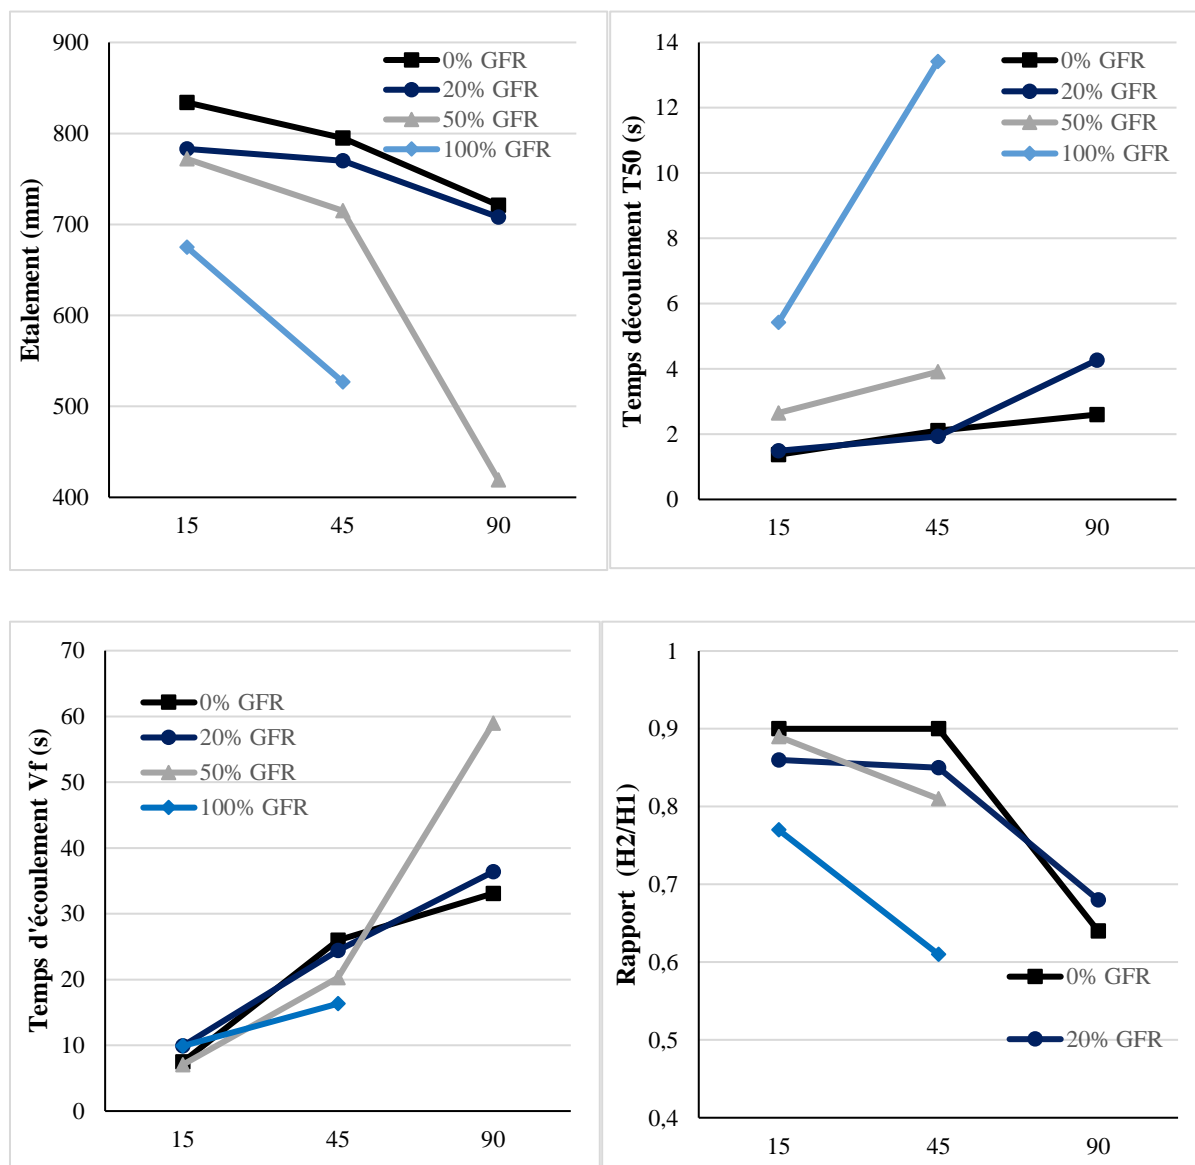 Etalement (mm)
900
800
700
600
500
400
15 45 90
0% GFR
20% GFR
50% GFR
100% GFR
Temps découlement T50 (s)
14
12
10
8
6
4
2
0
15 45 90
0% GFR
20% GFR
50% GFR
100% GFR
Temps d'écoulement Vf (s)
70
60
50
40
30
20
10
0
15 45 90
0% GFR
20% GFR
50% GFR
100% GFR
Rapport (H2/H1)
1
0,9
0,8
0,7
0,6
0,5
0,4
15 45 90
0% GFR
20% GFR